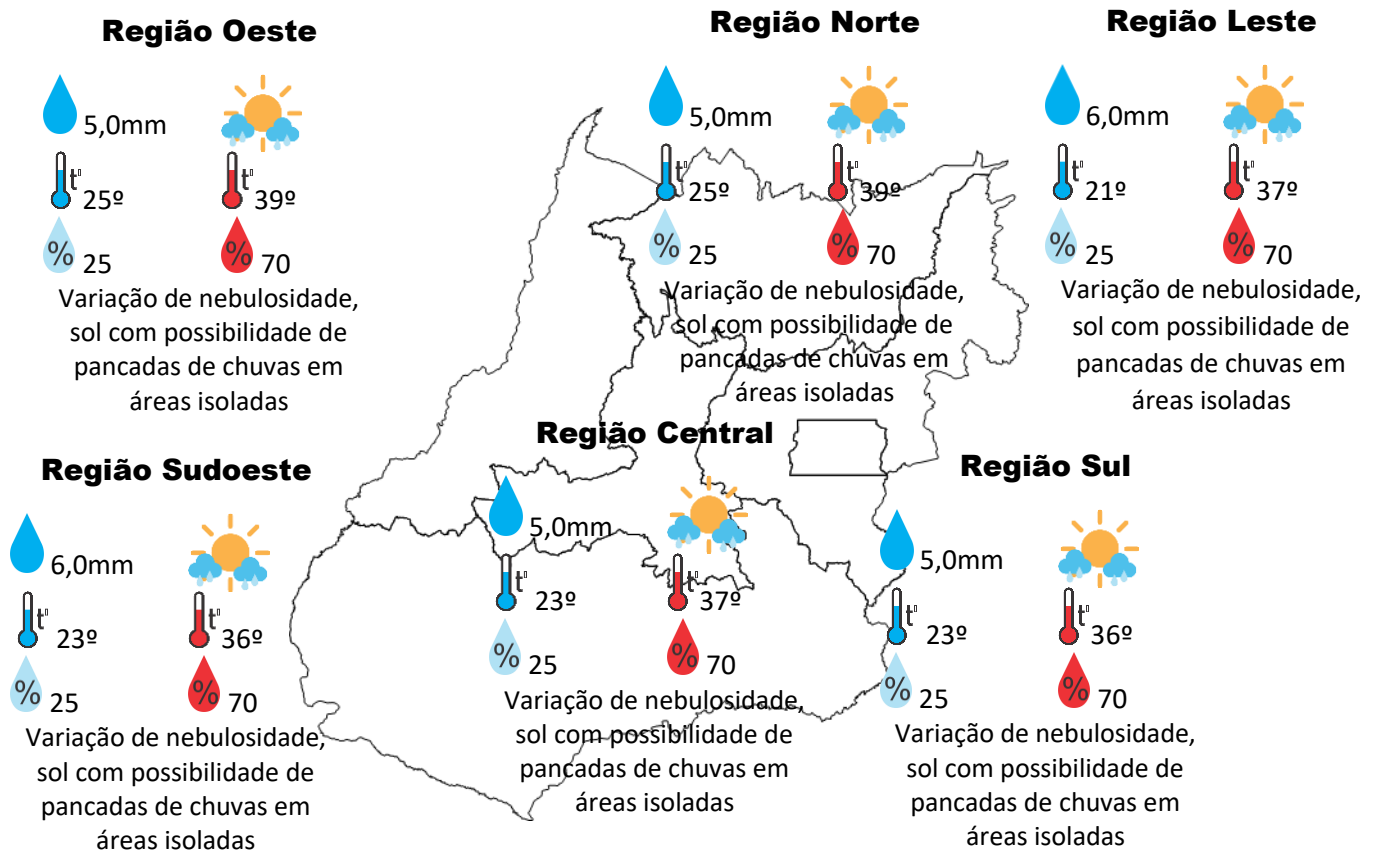 Região Oeste
5,0mm
t°
25º
t°
39º
%
25
%
70
Variação de nebulosidade,
sol com possibilidade de
pancadas de chuvas em
áreas isoladas
Região Norte
5,0mm
t°
25º
t°
39º
%
25
%
70
Variação de nebulosidade,
sol com possibilidade de
pancadas de chuvas em
áreas isoladas
Região Leste
6,0mm
t°
21º
t°
37º
%
25
%
70
Variação de nebulosidade,
sol com possibilidade de
pancadas de chuvas em
áreas isoladas
Região Sudoeste
6,0mm
t°
23º
t°
36º
%
25
%
70
Variação de nebulosidade,
sol com possibilidade de
pancadas de chuvas em
áreas isoladas
Região Central
5,0mm
t°
23º
t°
37º
%
25
%
70
Variação de nebulosidade,
sol com possibilidade de
pancadas de chuvas em
áreas isoladas
Região Sul
5,0mm
t°
23º
t°
36º
%
25
%
70
Variação de nebulosidade,
sol com possibilidade de
pancadas de chuvas em
áreas isoladas